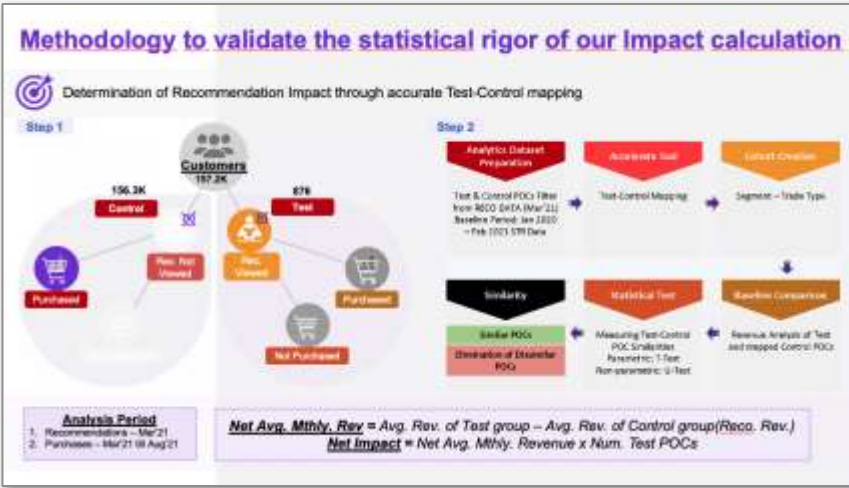 Methodology to validate the statistical rigor of our Impact calculation
Determination of Recommendation Impact through accurate Test-Control mapping
Step 1
Customers
157.2K
156.3K
Control
876
Test
Rec. Not
Viewed
Rec.
Viewed
Purchased
Purchased
Not Purchased
Step 2
Analytics Dataset
Preparation
Test & Control POCs Filter
from RECO DATA (Mar'21)
Baseline Period: Jan 2020
– Feb 2021 STR Data
Accelerate Tool
Test-Control Mapping
Cohort Creation
Segment – Trade Type
Similarity
Similar POCs
Elimination of Dissimilar
POCs
Statistical Test
Measuring Test-Control
POC Similarities
Parametric: T-Test
Non-parametric: U-Test
Baseline Comparison
Revenue Analysis of Test
and mapped Control POCs
Analysis Period
1. Recommendations – Mar'21
2. Purchases – Mar'21 till Aug'21
Net Avg. Mthly. Rev = Avg. Rev. of Test group – Avg. Rev. of Control group(Reco. Rev.)
Net Impact = Net Avg. Mthly. Revenue x Num. Test POCs